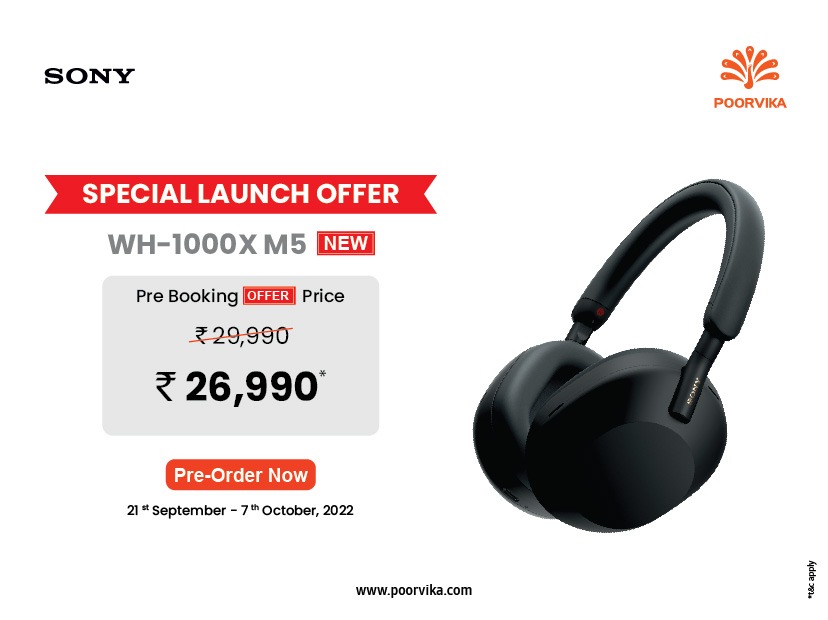 SONY
POORVIKA
SPECIAL LAUNCH OFFER
WH-1000X M5 NEW
Pre Booking OFFER Price
₹ 29,990
₹ 26,990*
Pre-Order Now
21 st September - 7 th October, 2022
SONY
www.poorvika.com
*t&c apply